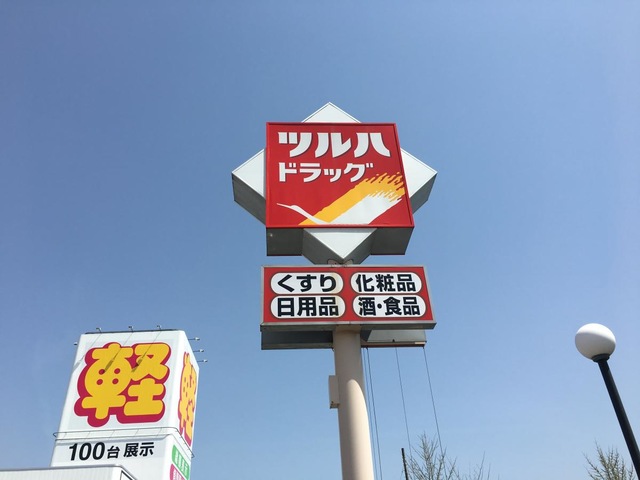 ツルハ
ドラッグ
くすり 化粧品
日用品 酒・食品
軽
100台展示